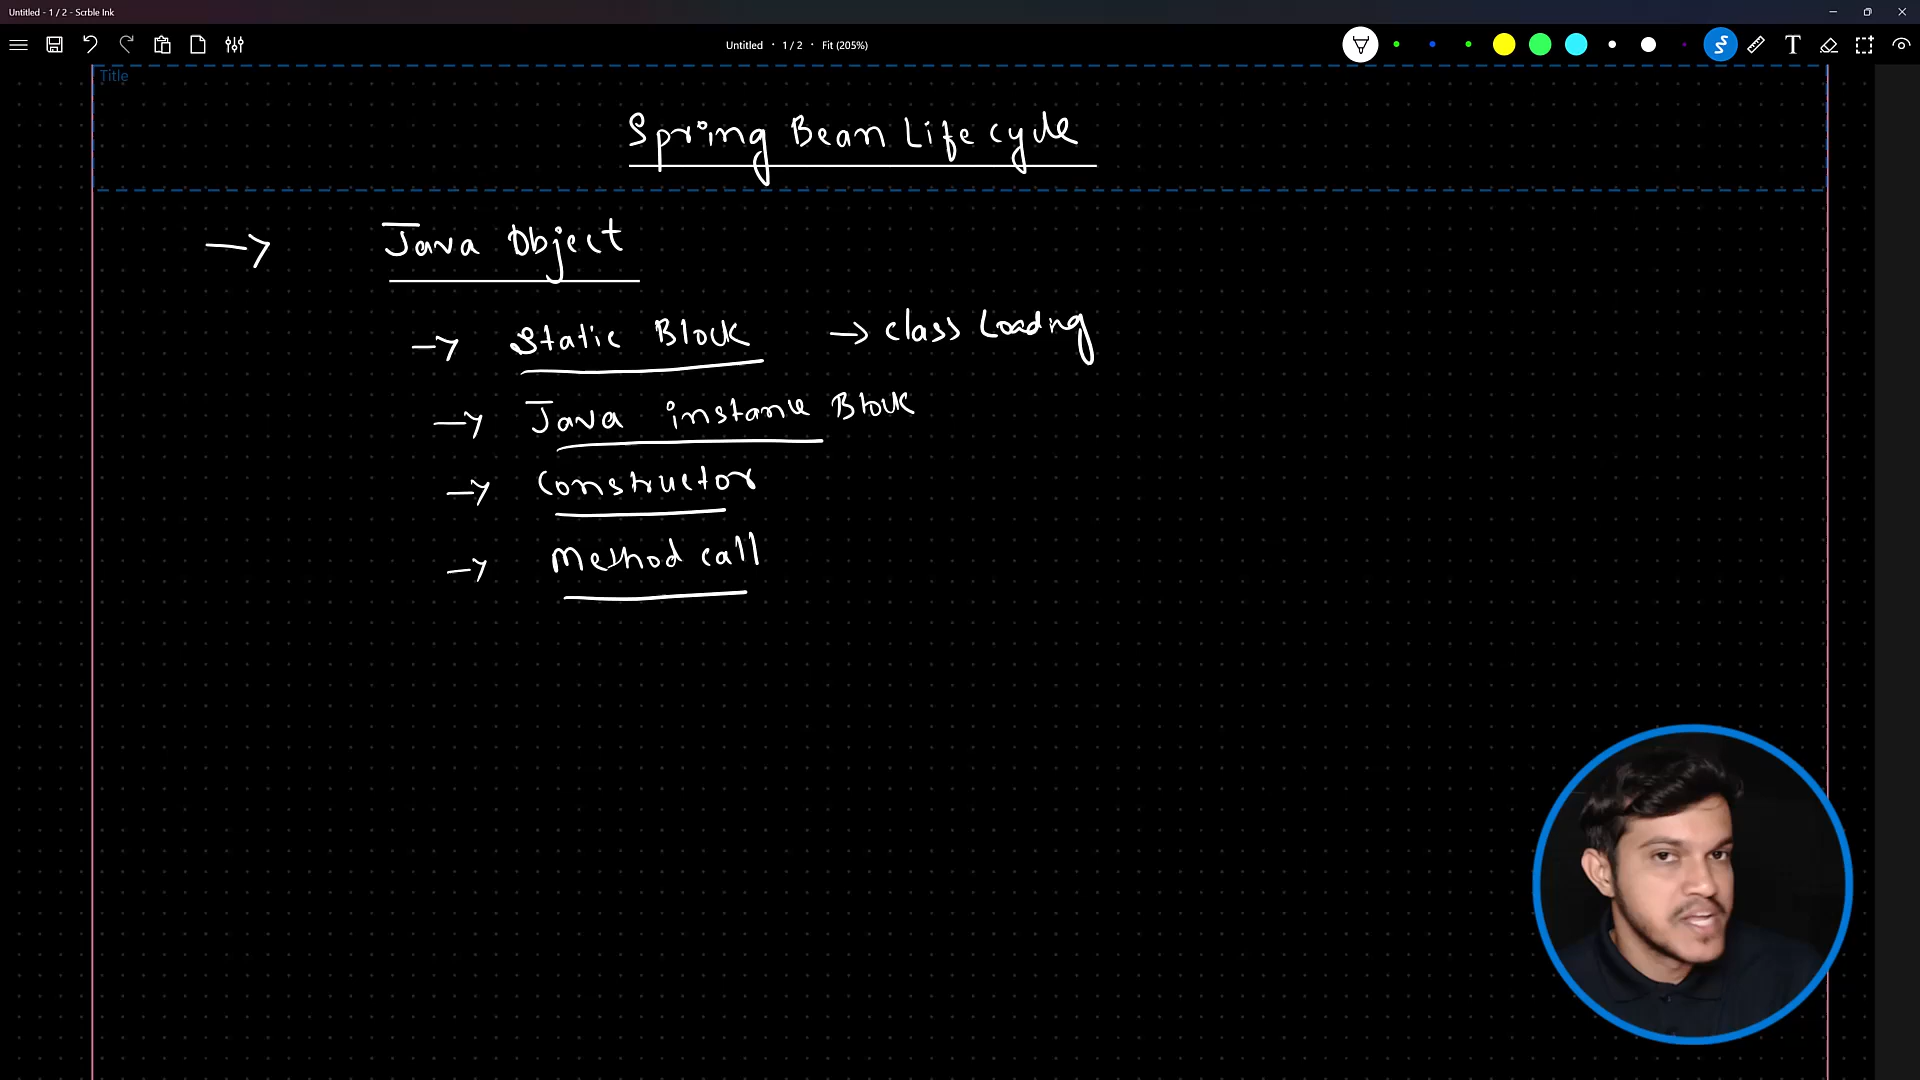 Untitled - 1 / 2 - Scrble Ink
Untitled · 1 / 2 · Fit (205%)
T
Title
Spring Bean Life cycle
→ Java Object
→ Static Block → class Loading
→ Java instance Block
→ Constructor
→ Method call